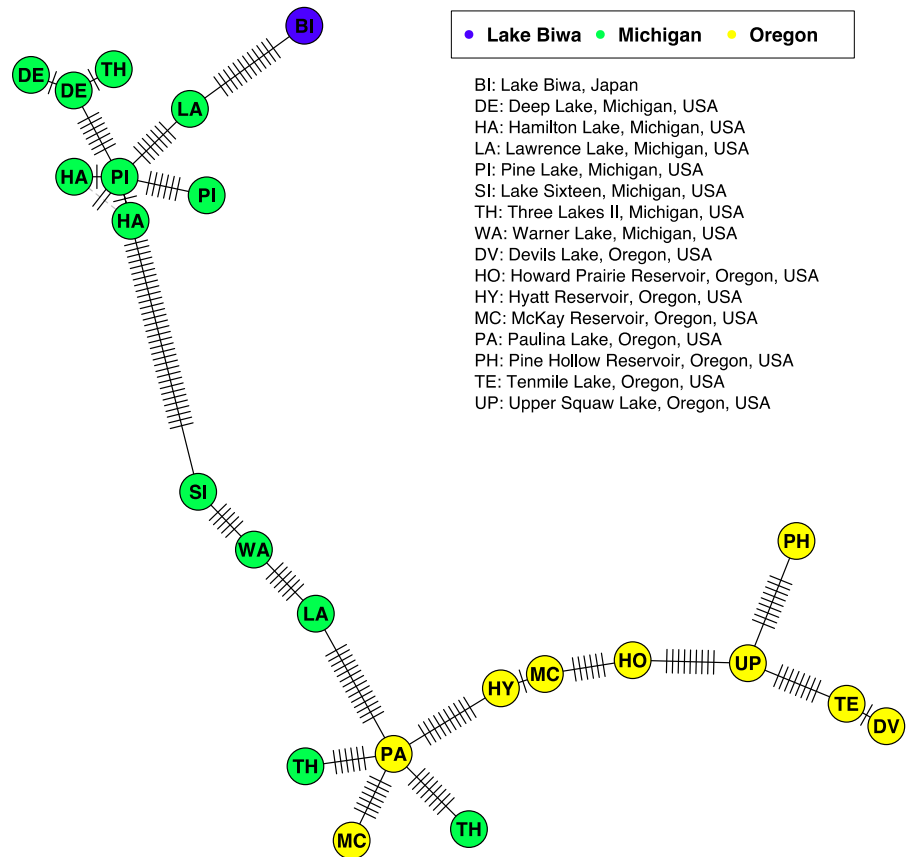 BI
Lake Biwa Michigan Oregon
DE
TH
DE
LA
BI: Lake Biwa, Japan
DE: Deep Lake, Michigan, USA
HA: Hamilton Lake, Michigan, USA
LA: Lawrence Lake, Michigan, USA
PI: Pine Lake, Michigan, USA
SI: Lake Sixteen, Michigan, USA
TH: Three Lakes II, Michigan, USA
WA: Warner Lake, Michigan, USA
DV: Devils Lake, Oregon, USA
HO: Howard Prairie Reservoir, Oregon, USA
HY: Hyatt Reservoir, Oregon, USA
MC: McKay Reservoir, Oregon, USA
PA: Paulina Lake, Oregon, USA
PH: Pine Hollow Reservoir, Oregon, USA
TE: Tenmile Lake, Oregon, USA
UP: Upper Squaw Lake, Oregon, USA
HA
PI
PI
HA
SI
WA
PH
LA
HY
MC
HO
UP
TE
DV
PA
TH
MC
TH